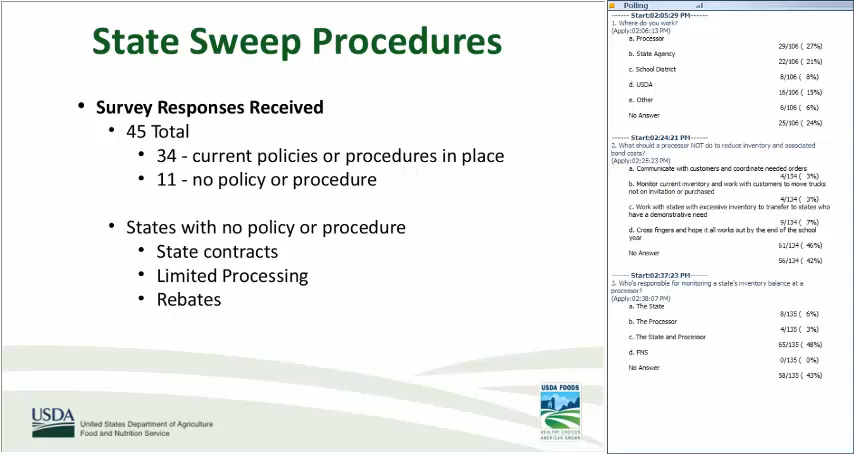 State Sweep Procedures
• Survey Responses Received
• 45 Total
• 34 - current policies or procedures in place
• 11 - no policy or procedure
• States with no policy or procedure
• State contracts
• Limited Processing
• Rebates
USDA
United States Department of Agriculture
Food and Nutrition Service
USDA FOODS
HEALTHY CHOICES
AMERICAN GROWN
Polling
------ Start:02:05:29 PM------
1. Where do you work?
(Apply:02:06:13 PM)
a. Processor
29/106 ( 27%)
b. State Agency
22/106 ( 21%)
c. School District
8/106 ( 8%)
d. USDA
16/106 ( 15%)
e. Other
6/106 ( 6%)
No Answer
25/106 ( 24%)
------ Start:02:24:21 PM------
2. What should a processor NOT do to reduce inventory and associated
bond costs?
(Apply:02:25:23 PM)
a. Communicate with customers and coordinate needed orders
4/134 ( 3%)
b. Monitor current inventory and work with customers to move trucks
not on invitation or purchased
4/134 ( 3%)
c. Work with states with excessive inventory to transfer to states who
have a demonstrative need
9/134 ( 7%)
d. Cross fingers and hope it all works out by the end of the school
year
61/134 ( 46%)
No Answer
56/134 ( 42%)
------ Start:02:37:23 PM------
3. Who's responsible for monitoring a state's inventory balance at a
processor?
(Apply:02:38:07 PM)
a. The State
8/135 ( 6%)
b. The Processor
4/135 ( 3%)
c. The State and Processor
65/135 ( 48%)
d. FNS
0/135 ( 0%)
No Answer
58/135 ( 43%)